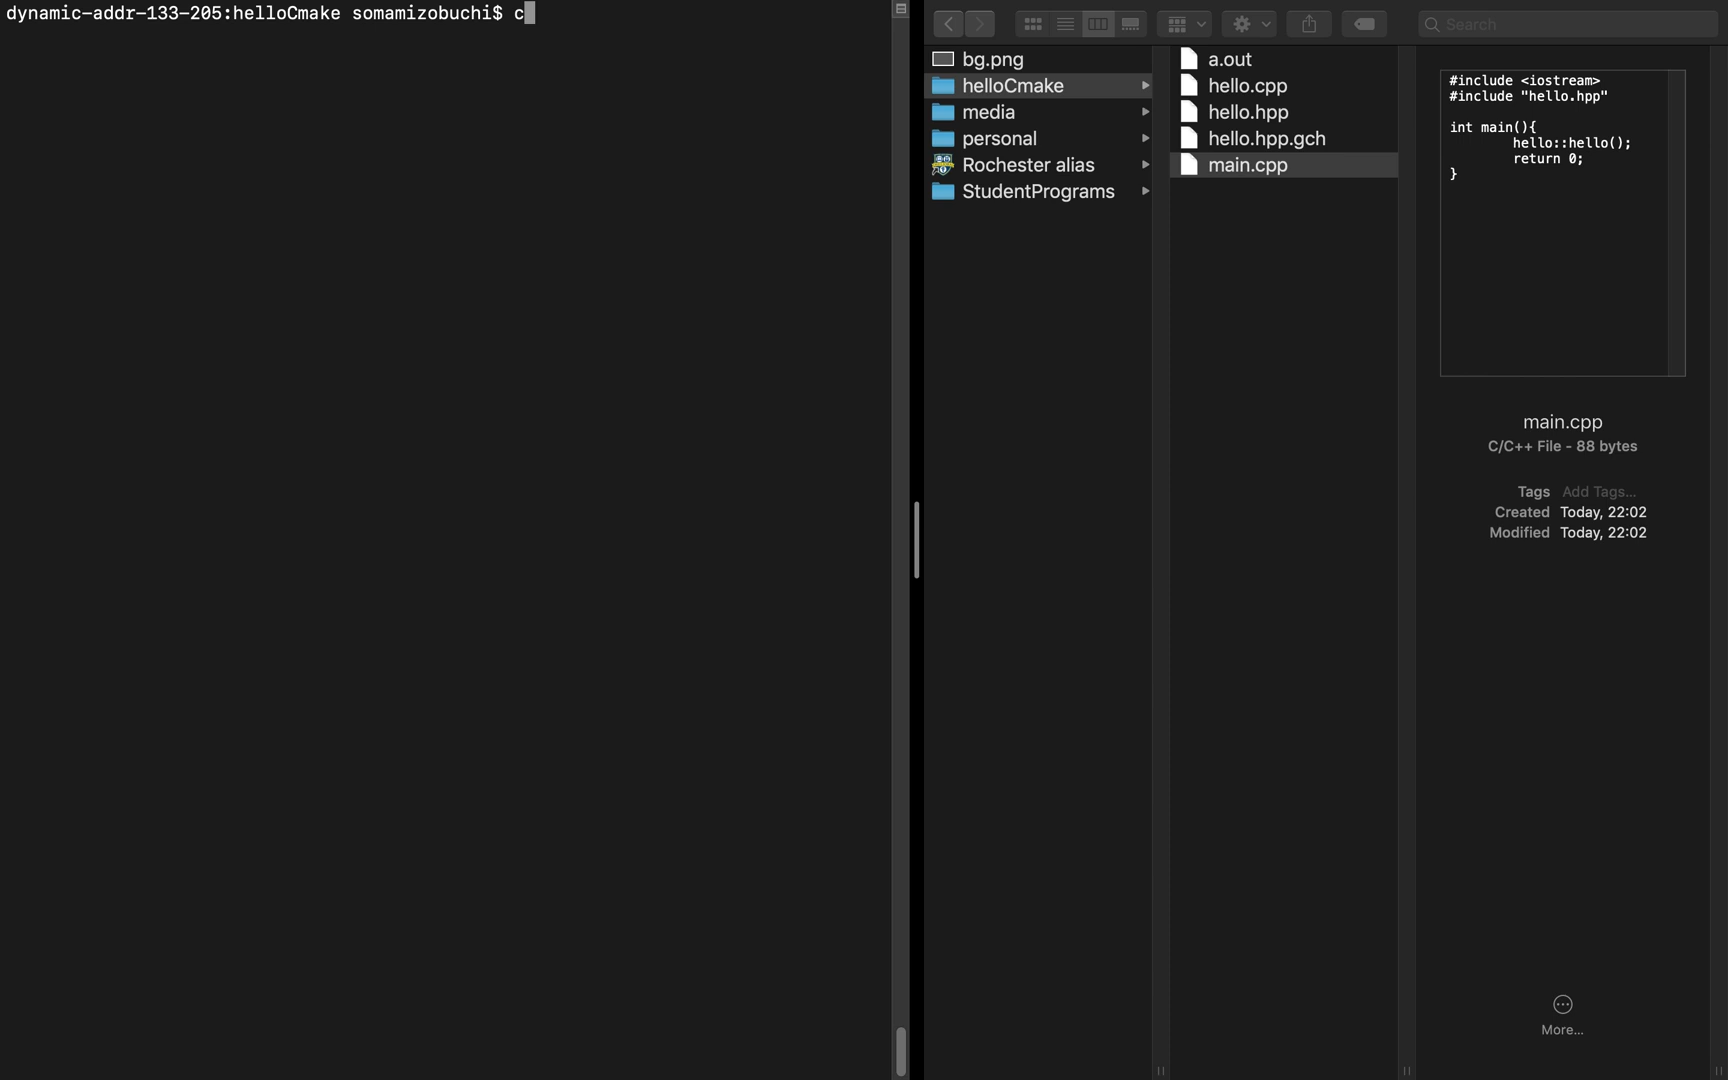 dynamic-addr-133-205:helloCmake somamizobuchi$ c
Search
bg.png
helloCmake
media
personal
Rochester alias
StudentPrograms
a.out
hello.cpp
hello.hpp
hello.hpp.gch
main.cpp
#include <iostream>
#include "hello.hpp"
int main(){
hello::hello();
return 0;
}
main.cpp
C/C++ File - 88 bytes
Tags Add Tags...
Created Today, 22:02
Modified Today, 22:02
More...